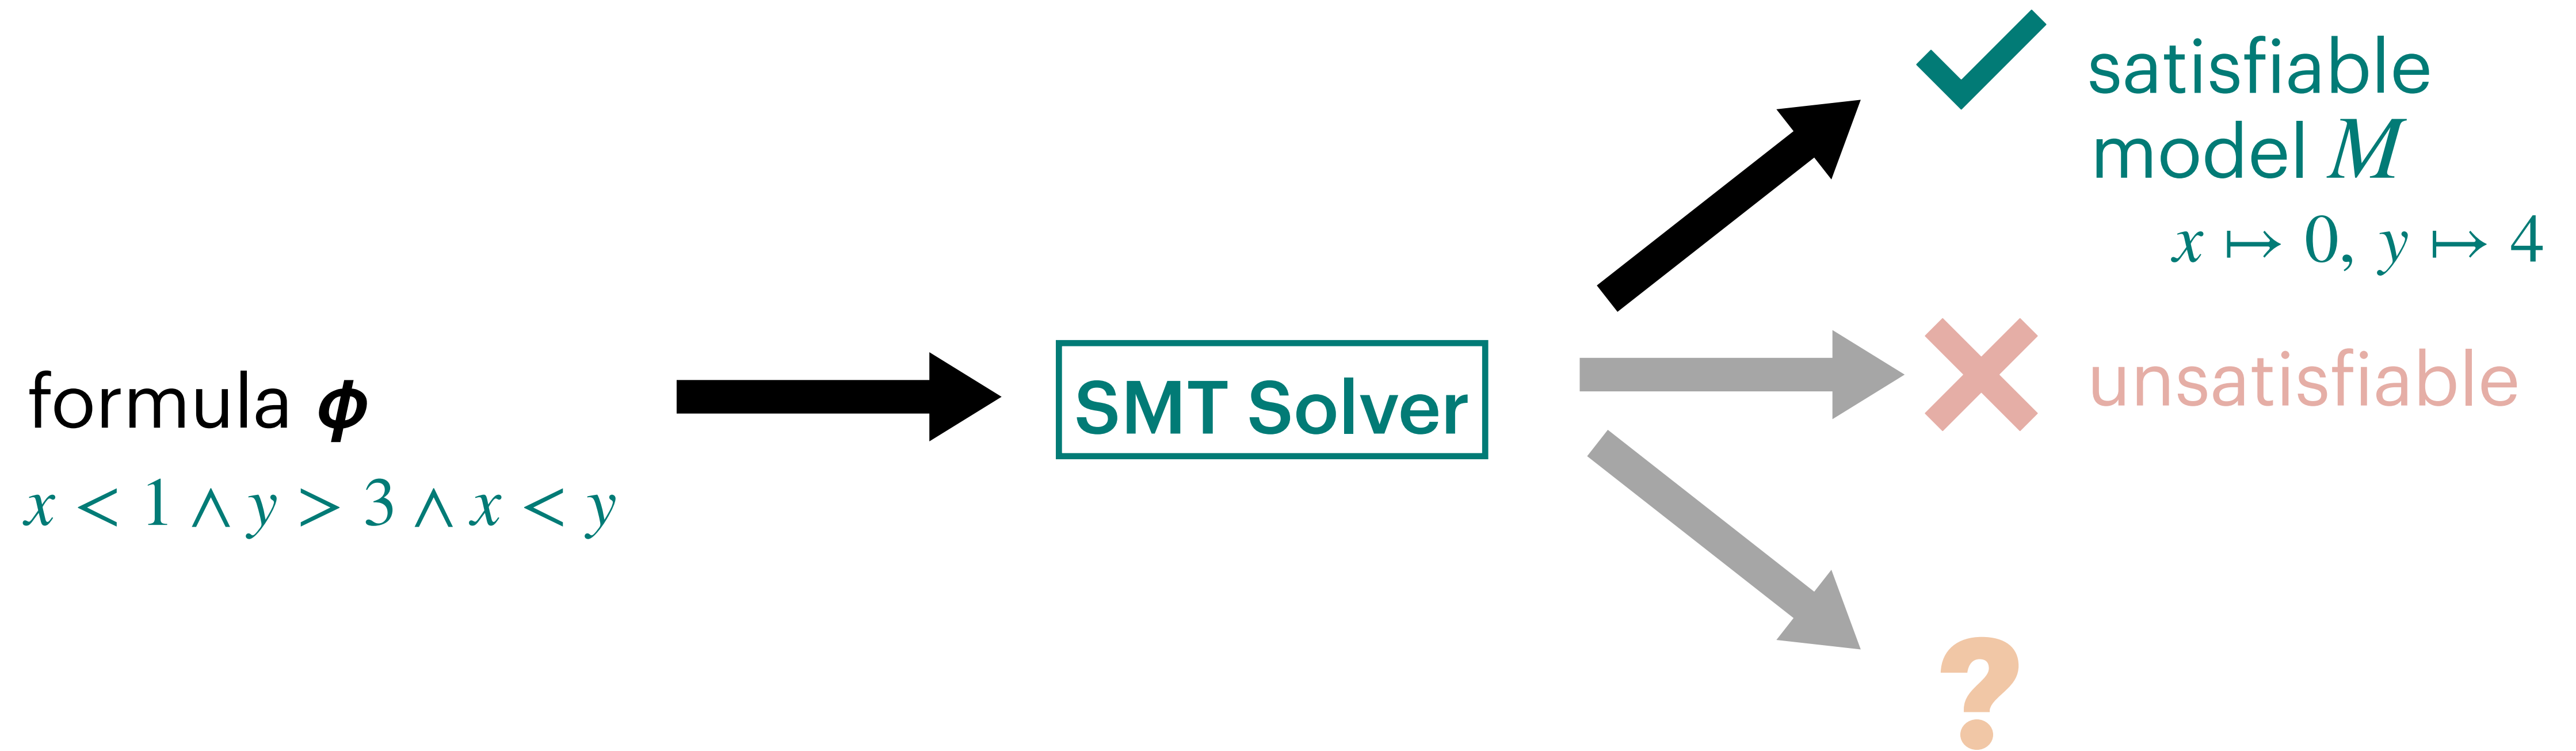 formula ϕ
x < 1 ∧ y > 3 ∧ x < y
SMT Solver
satisfiable
model M
x ↦ 0, y ↦ 4
unsatisfiable
?